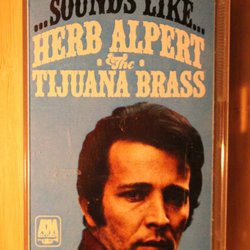 ...SOUNDS LIKE...
HERB ALPERT
& The
TIJUANA BRASS
A&M